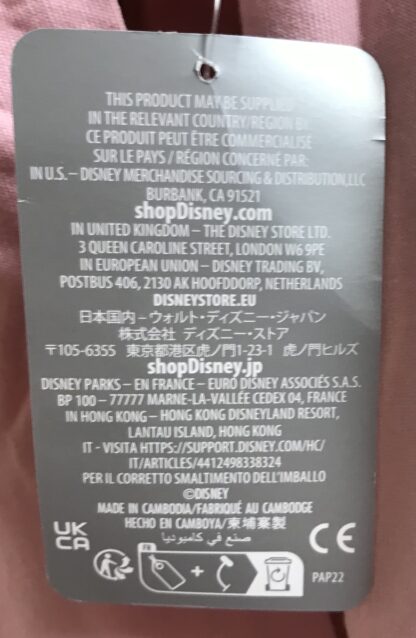 THIS PRODUCT MAY BE SUPPLIED
IN THE RELEVANT COUNTRY/REGION BY
CE PRODUIT PEUT ÊTRE COMMERCIALISE
SUR LE PAYS / RÉGION CONCERNÉ PAR:
IN U.S. – DISNEY MERCHANDISE SOURCING & DISTRIBUTION,LLC
BURBANK, CA 91521
shopDisney.com
IN UNITED KINGDOM – THE DISNEY STORE LTD.
3 QUEEN CAROLINE STREET, LONDON W6 9PE
IN EUROPEAN UNION – DISNEY TRADING BV,
POSTBUS 406, 2130 AK HOOFDDORP, NETHERLANDS
DISNEYSTORE.EU
日本国内 – ウォルト・ディズニー・ジャパン
株式会社 ディズニー・ストア
〒105-6355 東京都港区虎ノ門1-23-1 虎ノ門ヒルズ
shopDisney.jp
DISNEY PARKS – EN FRANCE – EURO DISNEY ASSOCIÉS S.A.S.
BP 100 – 77777 MARNE-LA-VALLÉE CEDEX 04, FRANCE
IN HONG KONG – HONG KONG DISNEYLAND RESORT,
LANTAU ISLAND, HONG KONG
IT - VISITA HTTPS://SUPPORT.DISNEY.COM/HC/
IT/ARTICLES/4412498338324
PER IL CORRETTO SMALTIMENTO DELL'IMBALLO
©DISNEY
MADE IN CAMBODIA/FABRIQUÉ AU CAMBODGE
HECHO EN CAMBOYA/柬埔寨製
صنع في كامبوديا
UK
CA
CE
FR
+
PAP22